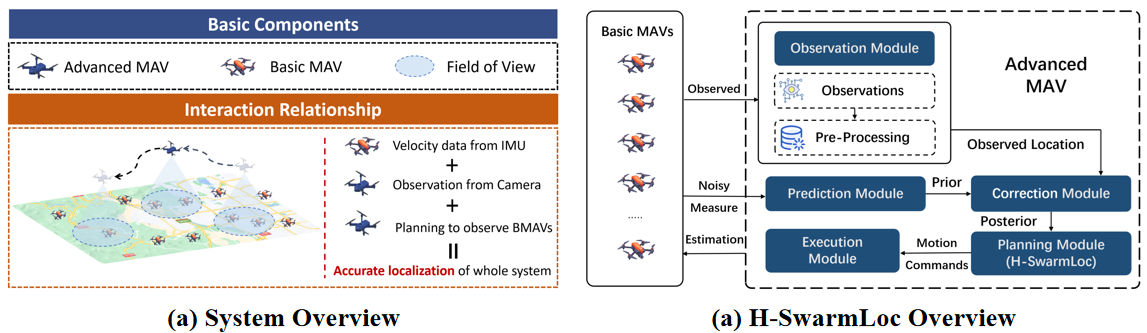 Basic Components
Advanced MAV
Basic MAV
Field of View
Interaction Relationship
Velocity data from IMU
+
Observation from Camera
+
Planning to observe BMAVs
=
Accurate localization of whole system
(a) System Overview
Basic MAVs
.....
Observed
Noisy
Measure
Estimation
Observation Module
Observations
Pre-Processing
Advanced
MAV
Observed Location
Prediction Module
Prior
Correction Module
Posterior
Execution
Module
Motion
Commands
Planning Module
(H-SwarmLoc)
(a) H-SwarmLoc Overview